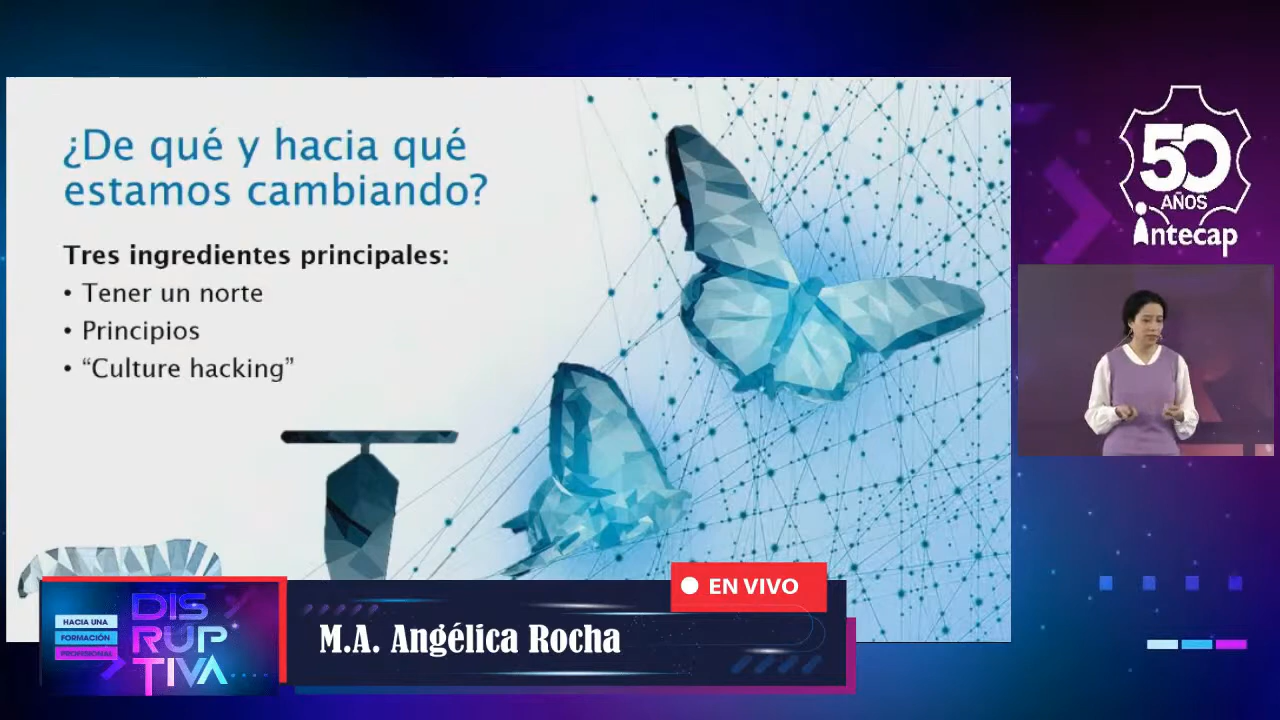 ¿De qué y hacia qué
estamos cambiando?
Tres ingredientes principales:
• Tener un norte
• Principios
• “Culture hacking”
50
AÑOS
intecap
EN VIVO
HACIA UNA
FORMACIÓN
PROFESIONAL
DIS
RUP
TIVA
M.A. Angélica Rocha